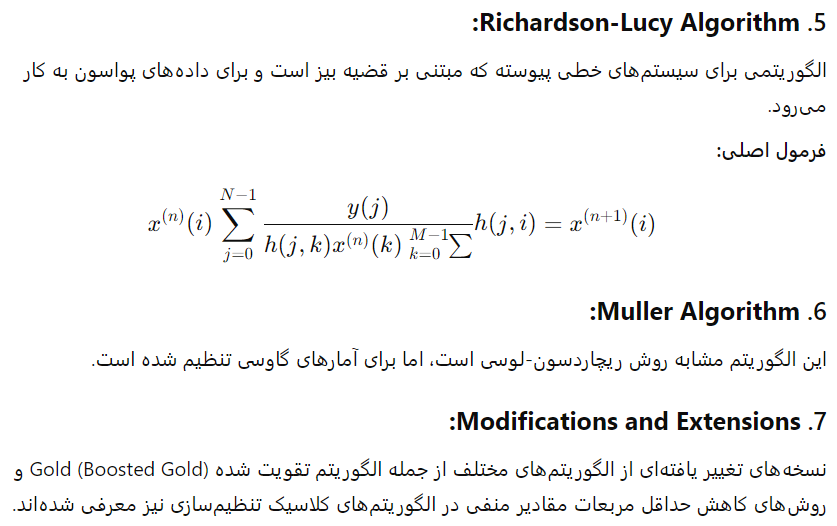 5. Richardson-Lucy Algorithm:
الگوریتمی برای سیستم‌های خطی پیوسته که مبتنی بر قضیه بیز است و برای داده‌های پواسون به کار
می‌رود.
فرمول اصلی:
x^{(n)}(i) \sum_{j=0}^{N-1} \frac{y(j)}{h(j,k)x^{(n)}(k) {}_{k=0}^{M-1}\sum} h(j,i) = x^{(n+1)}(i)
6. Muller Algorithm:
این الگوریتم مشابه روش ریچاردسون-لوسی است، اما برای آمارهای گاوسی تنظیم شده است.
7. Modifications and Extensions:
نسخه‌های تغییر یافته‌ای از الگوریتم‌های مختلف از جمله الگوریتم تقویت شده Gold (Boosted Gold) و
روش‌های کاهش حداقل مربعات مقادیر منفی در الگوریتم‌های کلاسیک تنظیم‌سازی نیز معرفی شده‌اند.